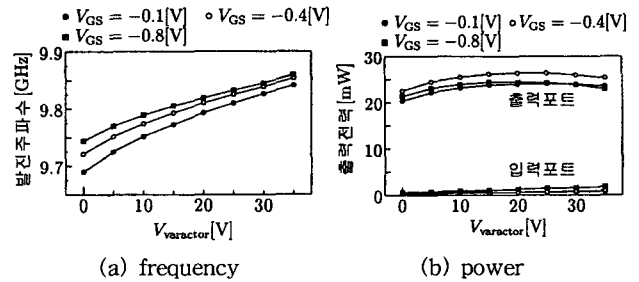 ● V_GS = −0.1[V] ○ V_GS = −0.4[V]
■ V_GS = −0.8[V]
발진주파수 [GHz]
9.9
9.8
9.7
0 10 20 30
V_varactor[V]
(a) frequency
● V_GS = −0.1[V] ○ V_GS = −0.4[V]
■ V_GS = −0.8[V]
출력전력 [mW]
30
20
10
0
출력포트
입력포트
0 10 20 30
V_varactor[V]
(b) power